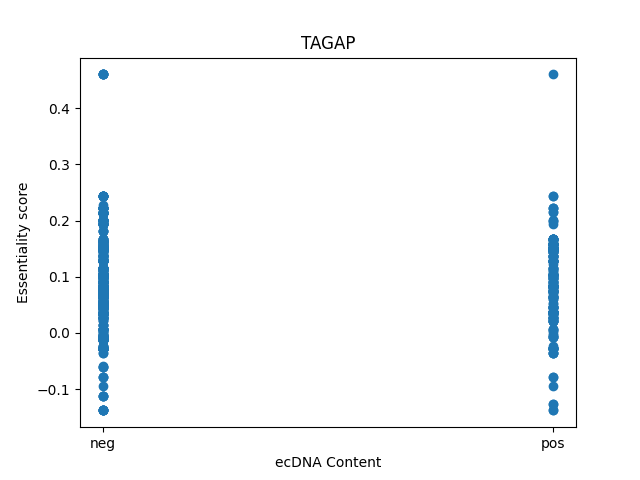 TAGAP
Essentiality score
0.4
0.3
0.2
0.1
0.0
−0.1
neg
pos
ecDNA Content